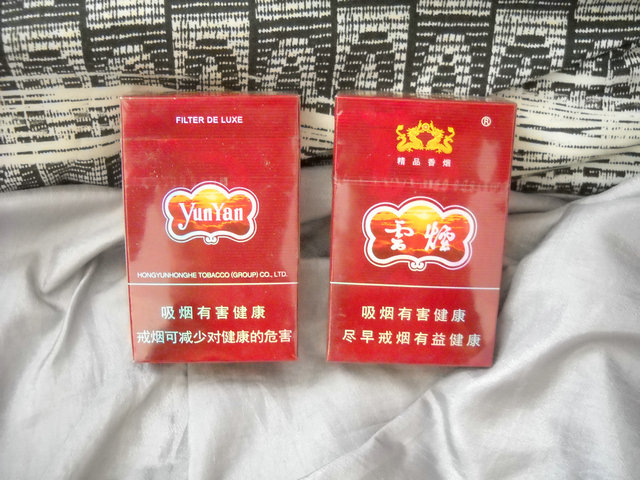 FILTER DE LUXE
YunYan
HONGYUNHONGHE TOBACCO (GROUP) CO., LTD.
吸烟有害健康
戒烟可减少对健康的危害
®
精品香烟
雲煙
吸烟有害健康
尽早戒烟有益健康